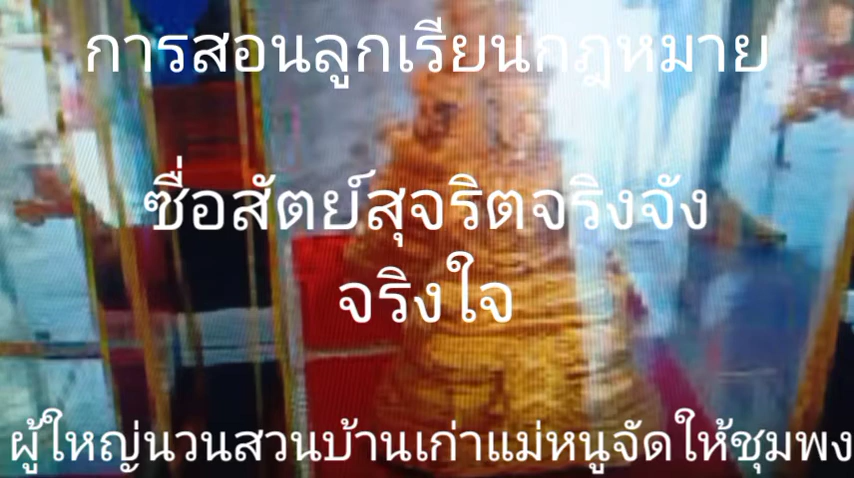 การสอนลูกเรียนกฎหมาย
ซื่อสัตย์สุจริตจริงจัง
จริงใจ
ผู้ใหญ่นวนสวนบ้านเก่าแม่หนูจัดให้ชุมพง